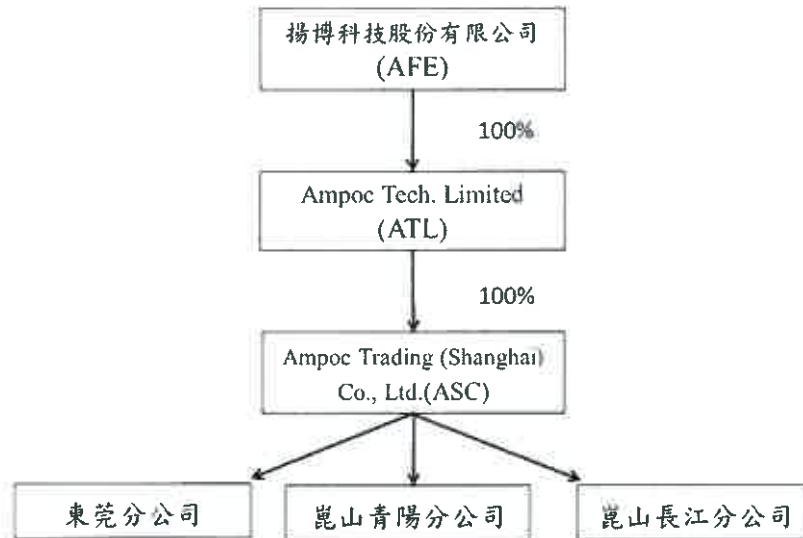 揚博科技股份有限公司
(AFE)
100%
Ampoc Tech. Limited
(ATL)
100%
Ampoc Trading (Shanghai)
Co., Ltd.(ASC)
東莞分公司
崑山青陽分公司
崑山長江分公司